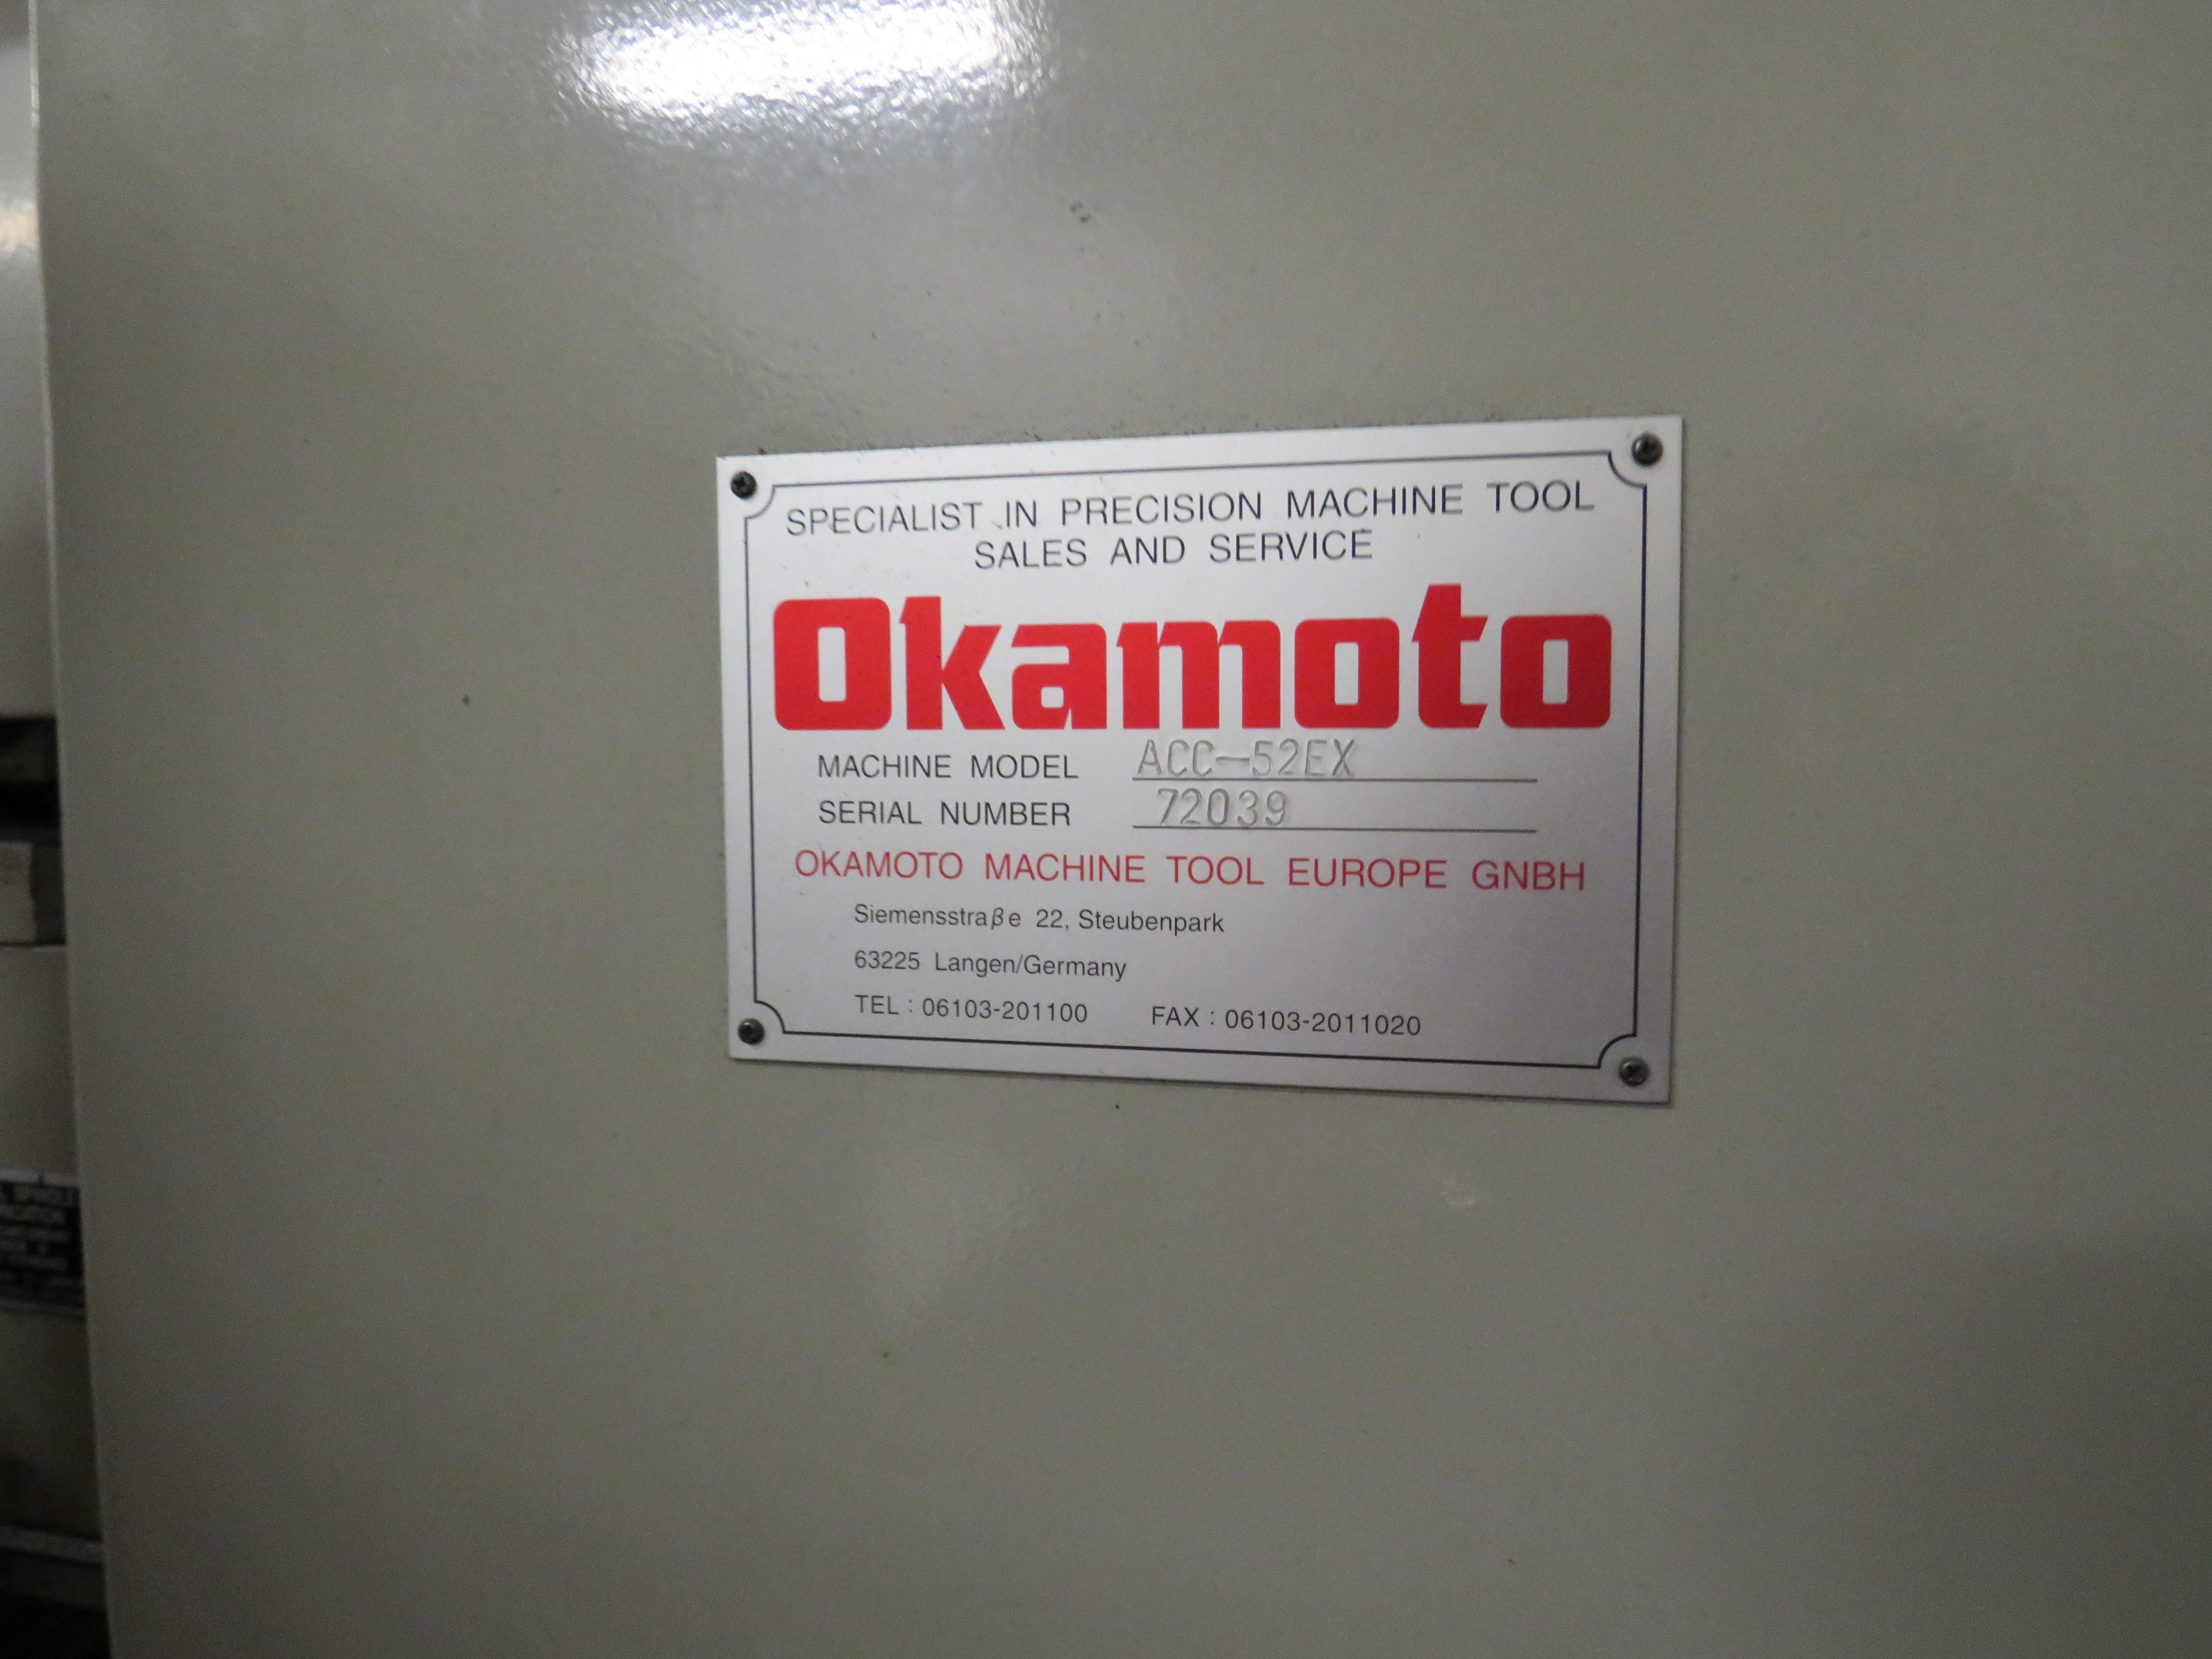 SPECIALIST IN PRECISION MACHINE TOOL
SALES AND SERVICE
Okamoto
MACHINE MODEL ACC-52EX
SERIAL NUMBER 72039
OKAMOTO MACHINE TOOL EUROPE GNBH
Siemensstraβe 22, Steubenpark
63225 Langen/Germany
TEL : 06103-201100 FAX : 06103-2011020